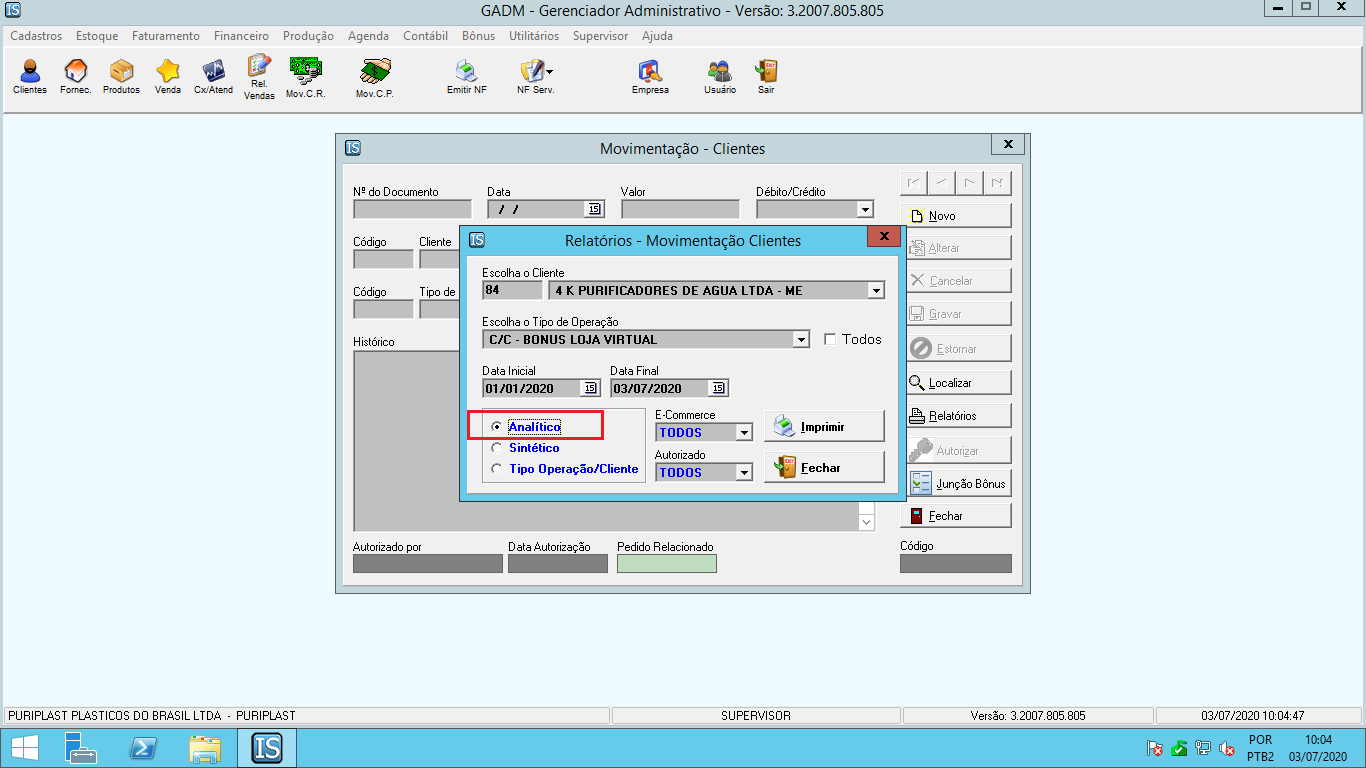 IS
GADM - Gerenciador Administrativo - Versão: 3.2007.805.805
Cadastros Estoque Faturamento Financeiro Produção Agenda Contábil Bônus Utilitários Supervisor Ajuda
Clientes Fornec. Produtos Venda Cx/Atend Rel. Vendas Mov.C.R. Mov.C.P. Emitir NF NF Serv. Empresa Usuário Sair
IS Movimentação - Clientes
Nº do Documento Data Valor Débito/Crédito
/ / 15
Novo
Código Cliente
Alterar
Cancelar
Código Tipo de
Gravar
Histórico
Estornar
Localizar
Relatórios
Autorizar
Junção Bônus
Fechar
IS Relatórios - Movimentação Clientes
Escolha o Cliente
84 4 K PURIFICADORES DE AGUA LTDA - ME
Escolha o Tipo de Operação
C/C - BONUS LOJA VIRTUAL Todos
Data Inicial Data Final
01/01/2020 15 03/07/2020 15
Analítico
Sintético
Tipo Operação/Cliente
E-Commerce
TODOS
Autorizado
TODOS
Imprimir
Fechar
Autorizado por Data Autorização Pedido Relacionado Código
PURIPLAST PLASTICOS DO BRASIL LTDA - PURIPLAST SUPERVISOR Versão: 3.2007.805.805 03/07/2020 10:04:47
IS
POR 10:04
PTB2 03/07/2020